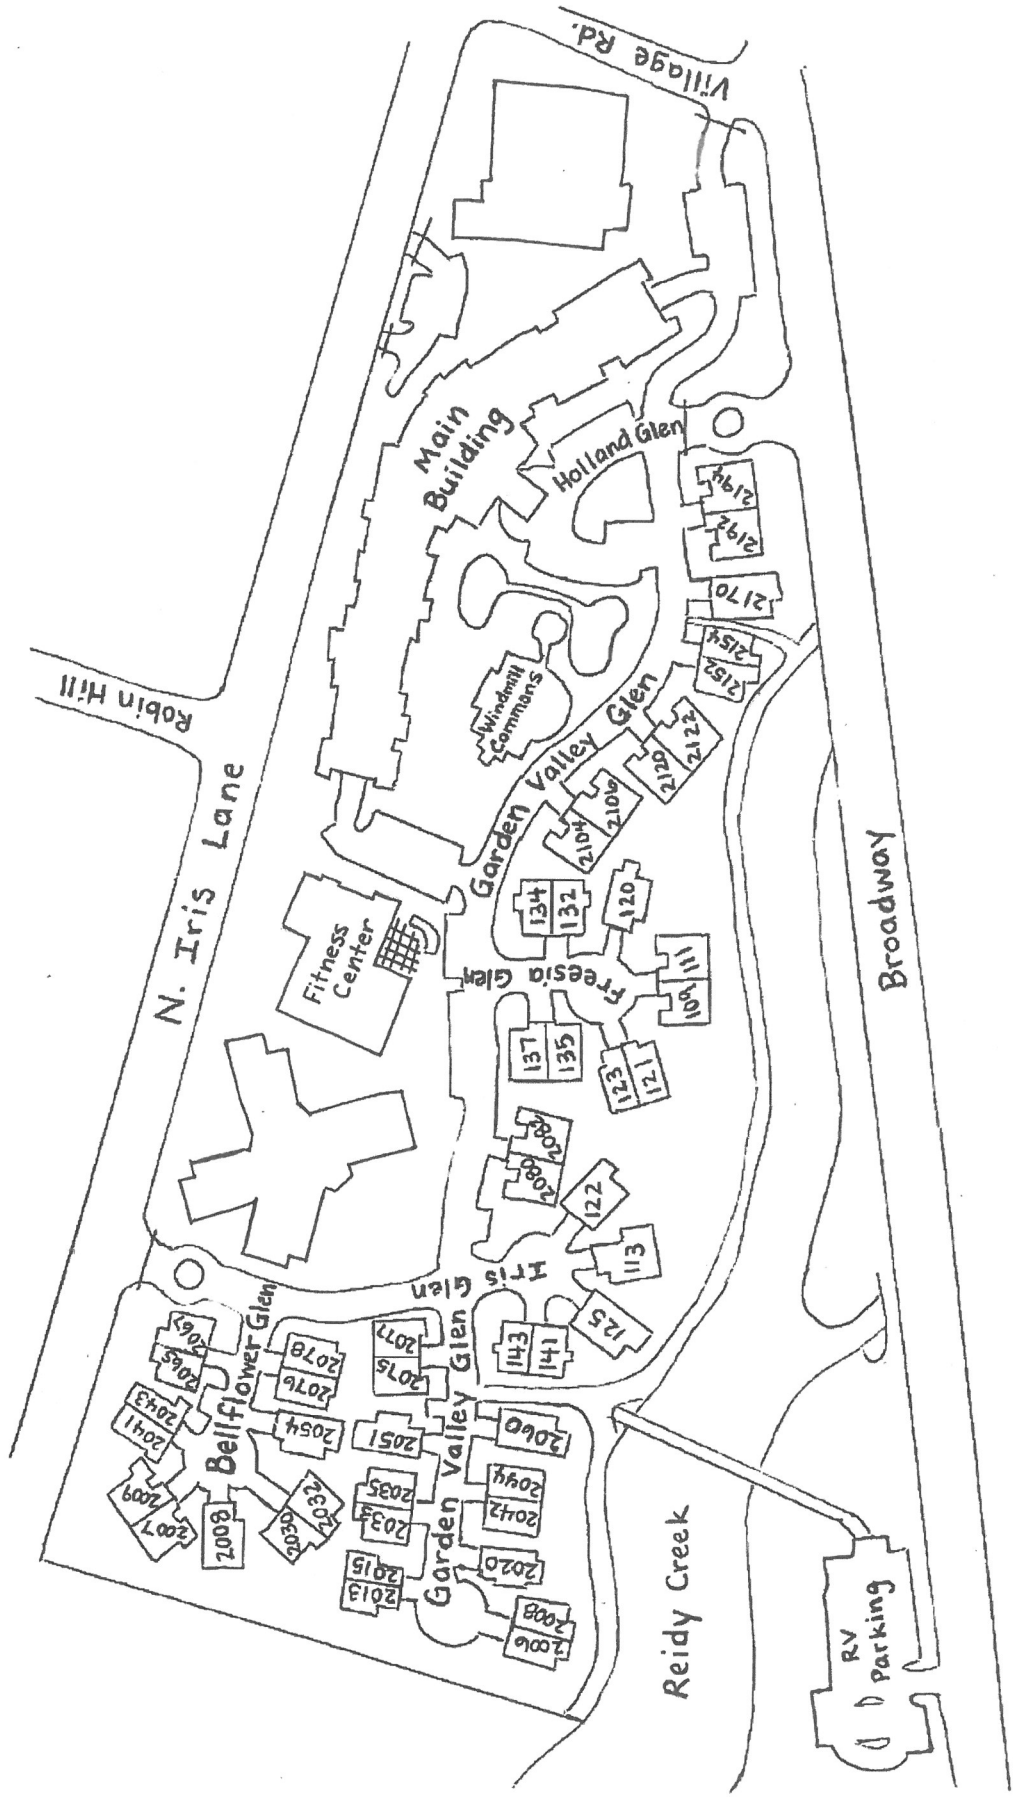 Village Rd.
Main
Building
Holland Glen
2194
2192
2170
2154
2152
Windmill
Commons
Robin Hill
Garden Valley Glen
2122
2120
2106
2104
N. Iris Lane
Broadway
Fitness
Center
134
132
120
Freesia Glen
111
109
137
135
123
121
2082
2080
122
113
Iris Glen
125
143
141
Bellflower Glen
2067
2065
2043
2041
2009
2007
2008
2030
2032
2054
2076
2078
2077
2075
2051
2035
2033
2015
2013
Garden Valley Glen
2060
2044
2042
2020
2008
2006
Reidy Creek
RV
Parking